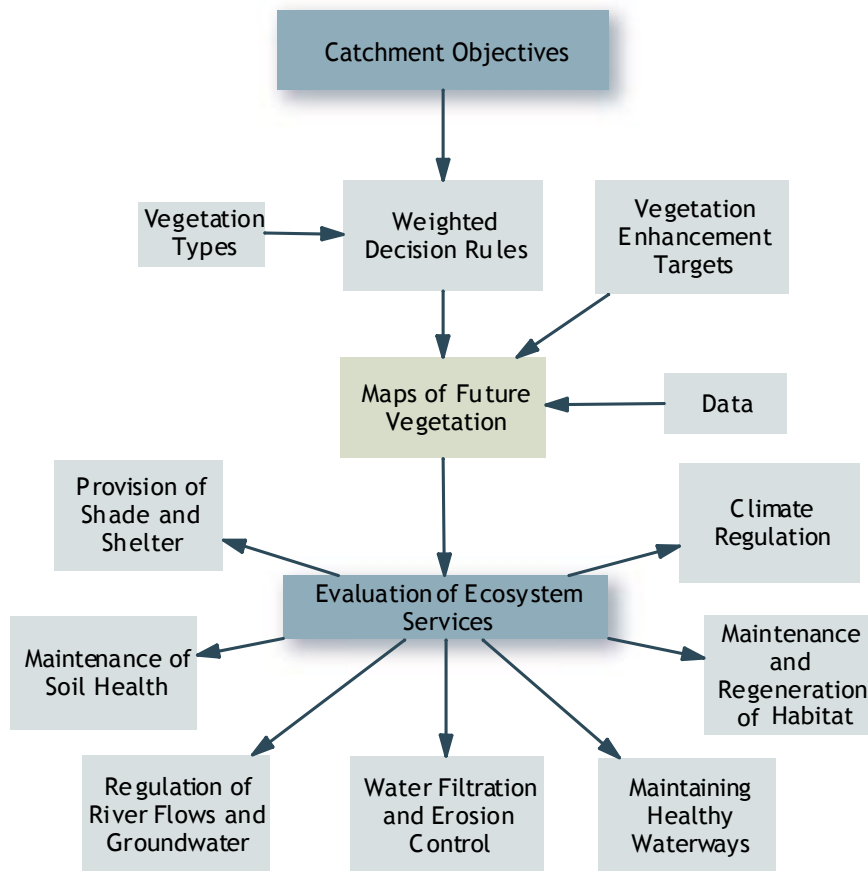 Catchment Objectives
Vegetation
Types
Weighted
Decision Rules
Vegetation
Enhancement
Targets
Maps of Future
Vegetation
Data
Provision of
Shade and
Shelter
Climate
Regulation
Evaluation of Ecosystem
Services
Maintenance of
Soil Health
Maintenance
and
Regeneration
of Habitat
Regulation of
River Flows and
Groundwater
Water Filtration
and Erosion
Control
Maintaining
Healthy
Waterways